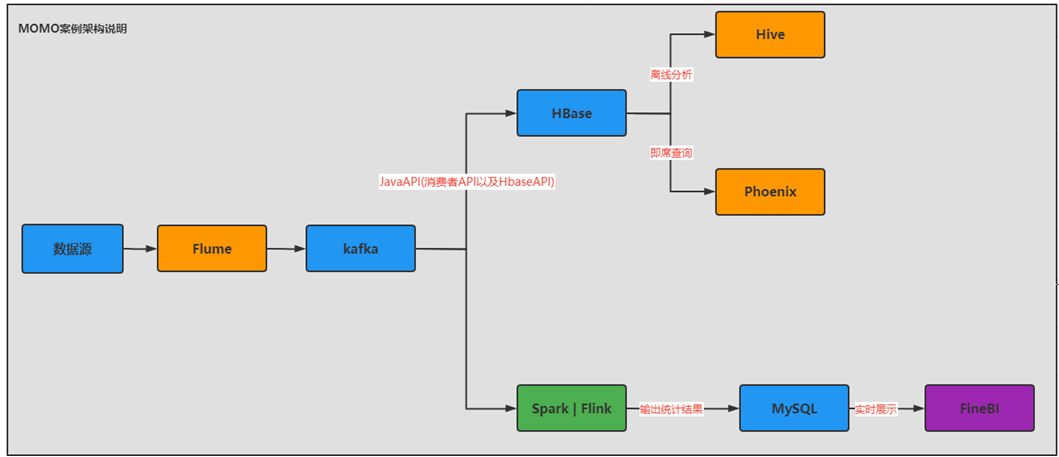 MOMO案例架构说明
Hive
离线分析
HBase
即席查询
JavaAPI(消费者API以及HbaseAPI)
Phoenix
数据源
Flume
kafka
Spark | Flink
输出统计结果
MySQL
实时展示
FineBI